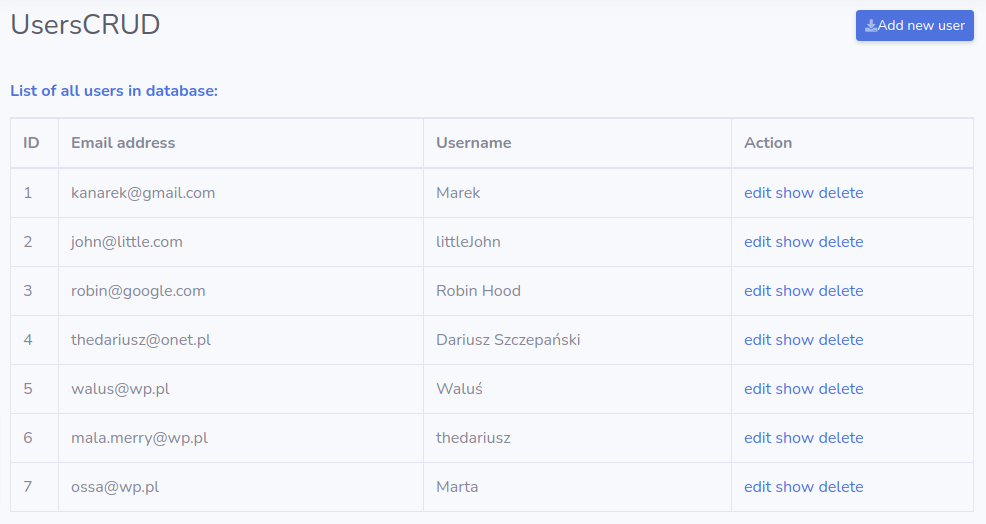 UsersCRUD
Add new user
List of all users in database:
ID Email address Username Action
1 kanarek@gmail.com Marek edit show delete
2 john@little.com littleJohn edit show delete
3 robin@google.com Robin Hood edit show delete
4 thedariusz@onet.pl Dariusz Szczepański edit show delete
5 walus@wp.pl Waluś edit show delete
6 mala.merry@wp.pl thedariusz edit show delete
7 ossa@wp.pl Marta edit show delete